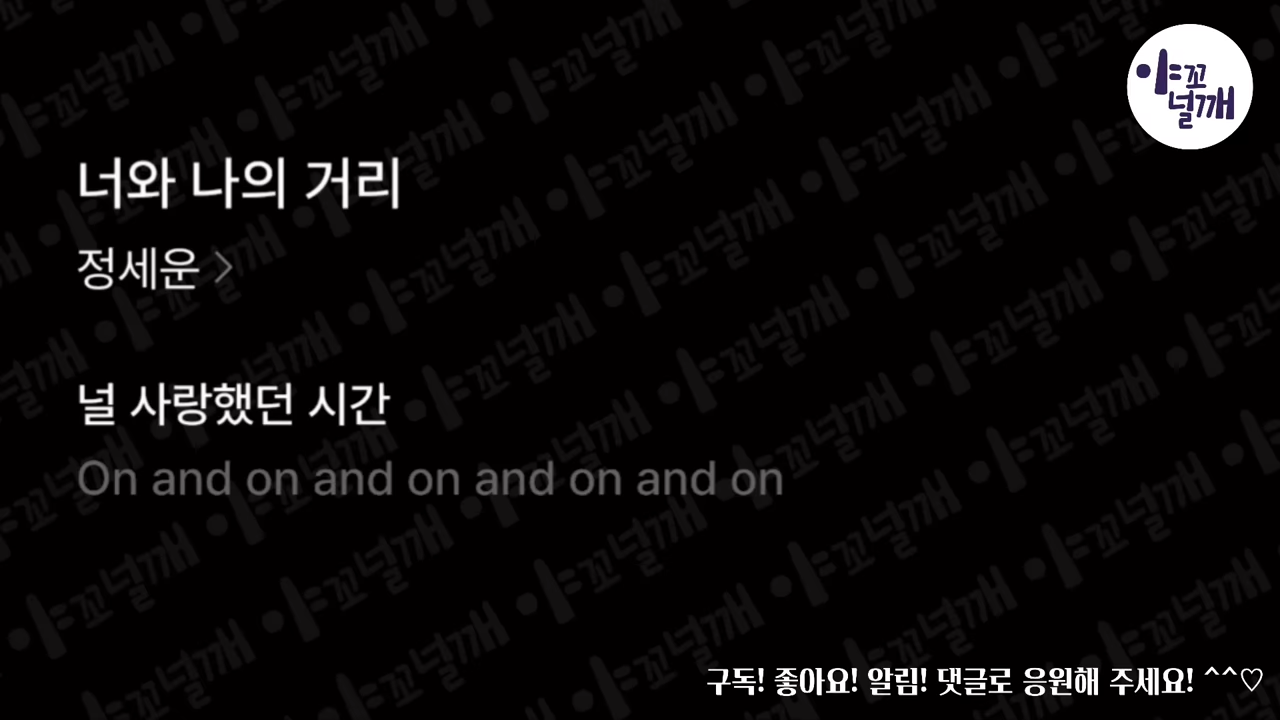 야꼬
널깨
너와 나의 거리
정세운 >
널 사랑했던 시간
On and on and on and on and on
구독! 좋아요! 알림! 댓글로 응원해 주세요! ^^♡